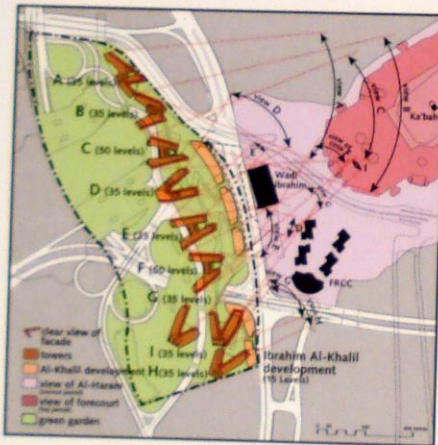 A (35 levels)
B (35 levels)
C (50 levels)
D (35 levels)
E (35 levels)
F (50 levels)
G (35 levels)
I (35 levels)
H (35 levels)
view D
view C
Ka'bah
Wadi
Ibrahim
FRCC
Ibrahim Al-Khalil
development
(15 Levels)
clear view of
facade
towers
Al-Khalil development
view of Al-Haram
view of forecourt
green garden